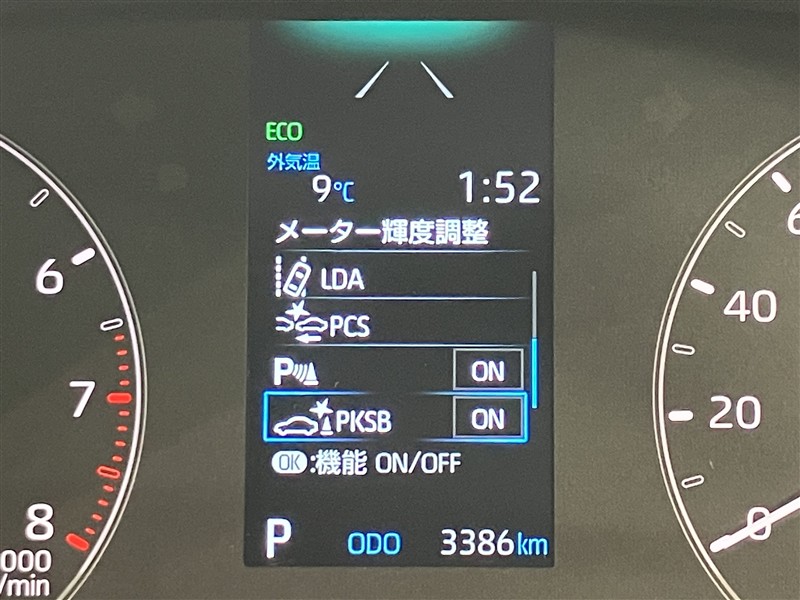 ECO
外気温
9℃ 1:52
メーター輝度調整
LDA
PCS
P ON
PKSB ON
OK:機能 ON/OFF
P ODO 3386km
6
7
8
000
/min
6
40
20
0